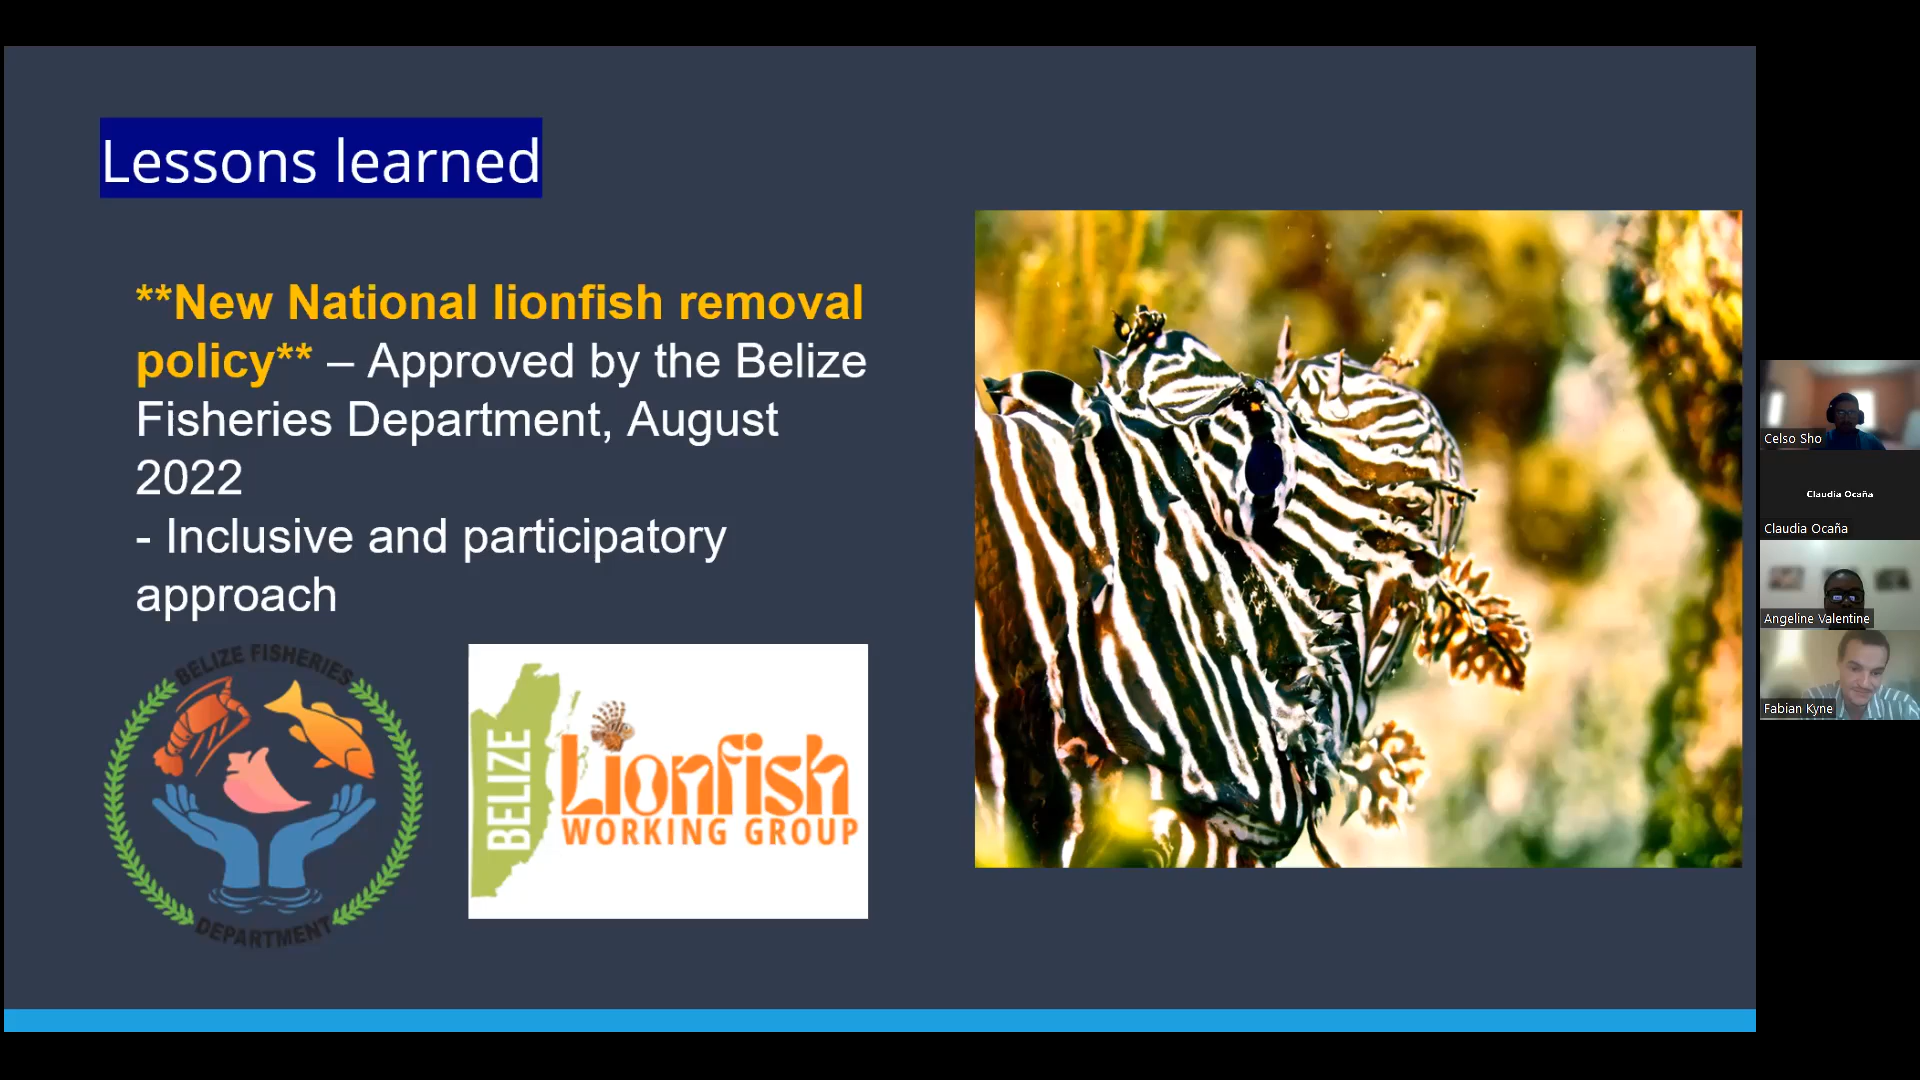 Lessons learned
**New National lionfish removal
policy** – Approved by the Belize
Fisheries Department, August
2022
- Inclusive and participatory
approach
BELIZE FISHERIES
DEPARTMENT
BELIZE
Lionfish
WORKING GROUP
Celso Sho
Claudia Ocaña
Claudia Ocaña
Angeline Valentine
Fabian Kyne